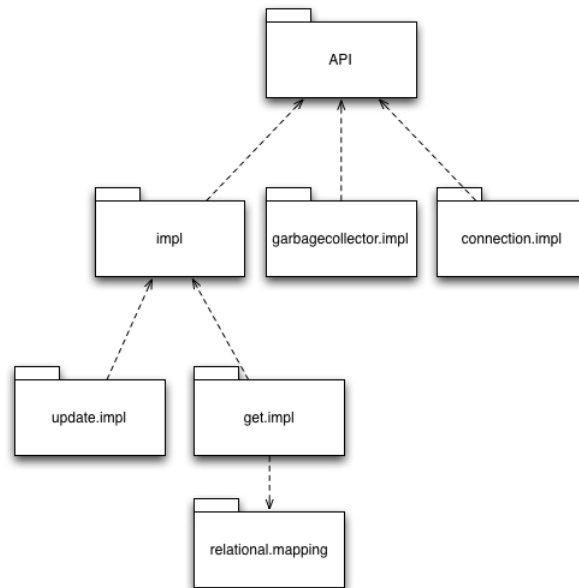 API
impl
garbagecollector.impl
connection.impl
update.impl
get.impl
relational.mapping